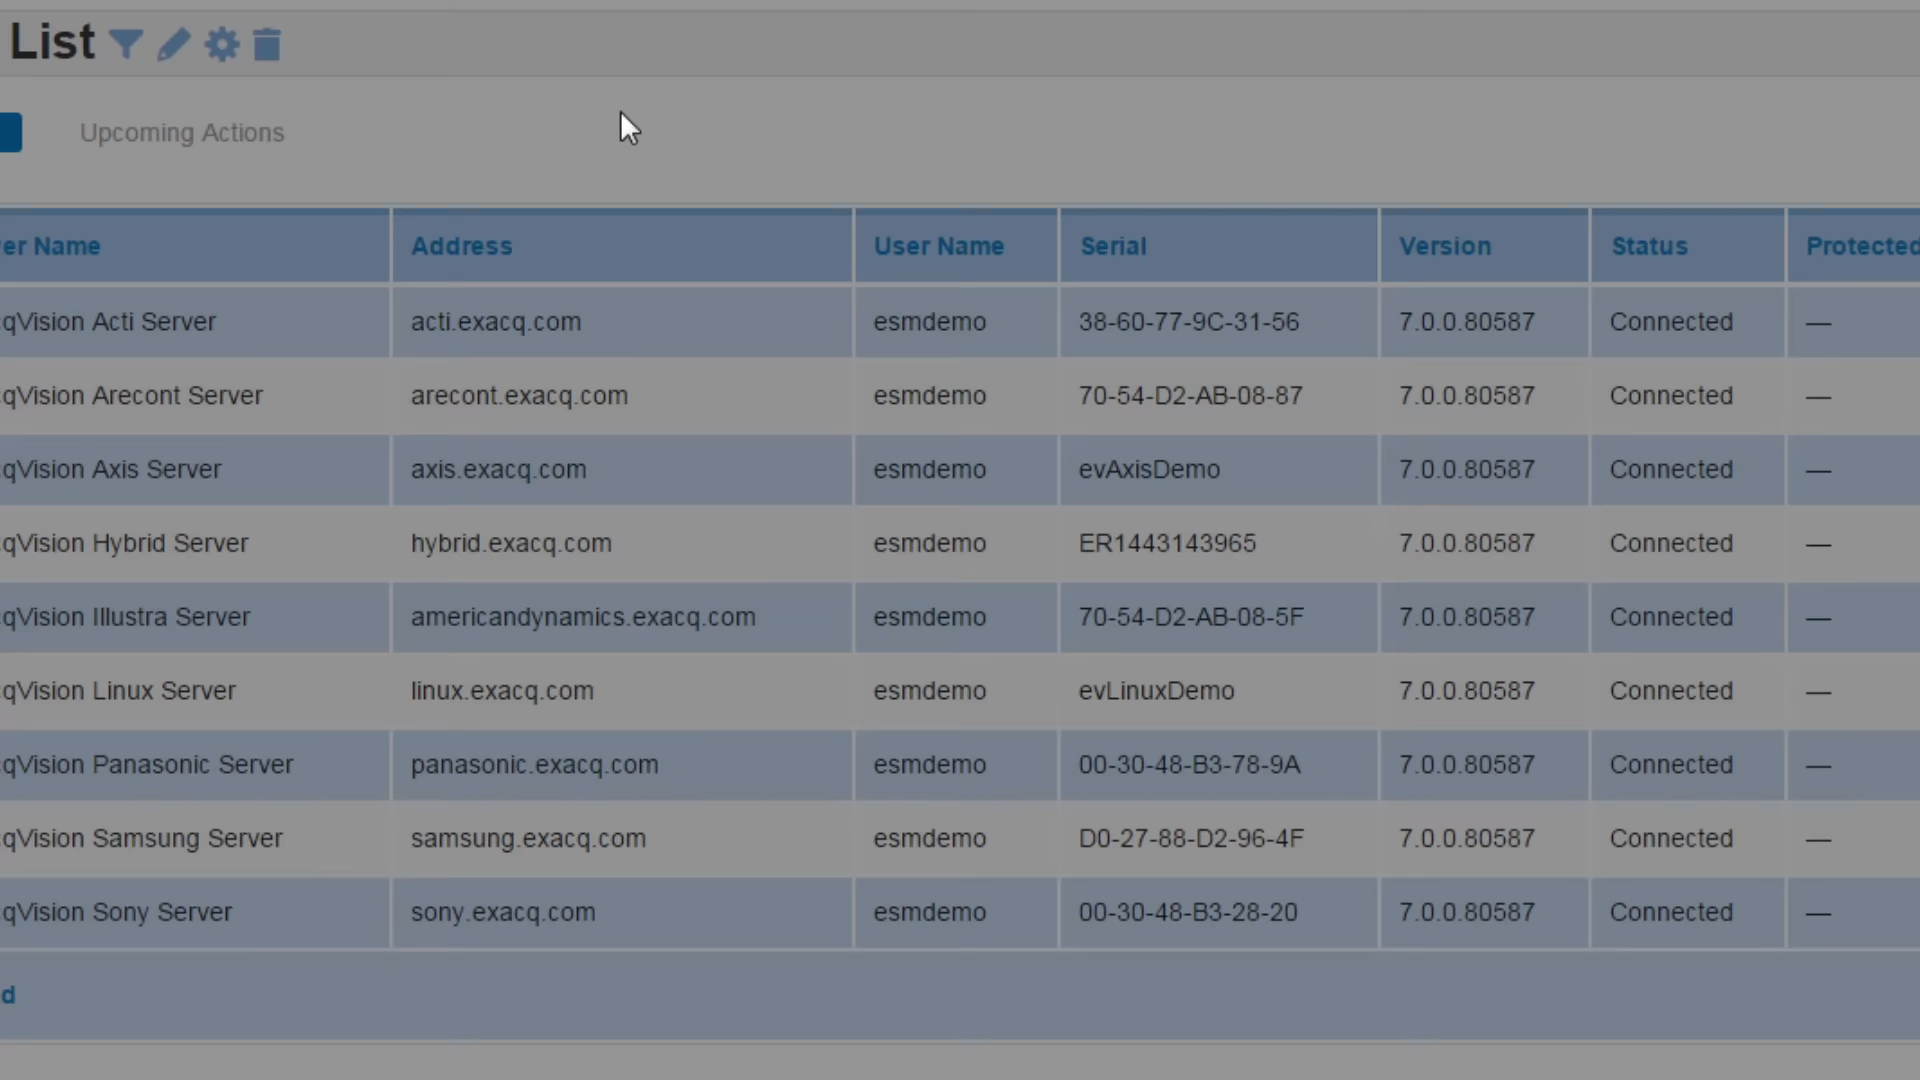 List
Upcoming Actions
er Name Address User Name Serial Version Status Protected
qVision Acti Server acti.exacq.com esmdemo 38-60-77-9C-31-56 7.0.0.80587 Connected —
qVision Arecont Server arecont.exacq.com esmdemo 70-54-D2-AB-08-87 7.0.0.80587 Connected —
qVision Axis Server axis.exacq.com esmdemo evAxisDemo 7.0.0.80587 Connected —
qVision Hybrid Server hybrid.exacq.com esmdemo ER1443143965 7.0.0.80587 Connected —
qVision Illustra Server americandynamics.exacq.com esmdemo 70-54-D2-AB-08-5F 7.0.0.80587 Connected —
qVision Linux Server linux.exacq.com esmdemo evLinuxDemo 7.0.0.80587 Connected —
qVision Panasonic Server panasonic.exacq.com esmdemo 00-30-48-B3-78-9A 7.0.0.80587 Connected —
qVision Samsung Server samsung.exacq.com esmdemo D0-27-88-D2-96-4F 7.0.0.80587 Connected —
qVision Sony Server sony.exacq.com esmdemo 00-30-48-B3-28-20 7.0.0.80587 Connected —
d